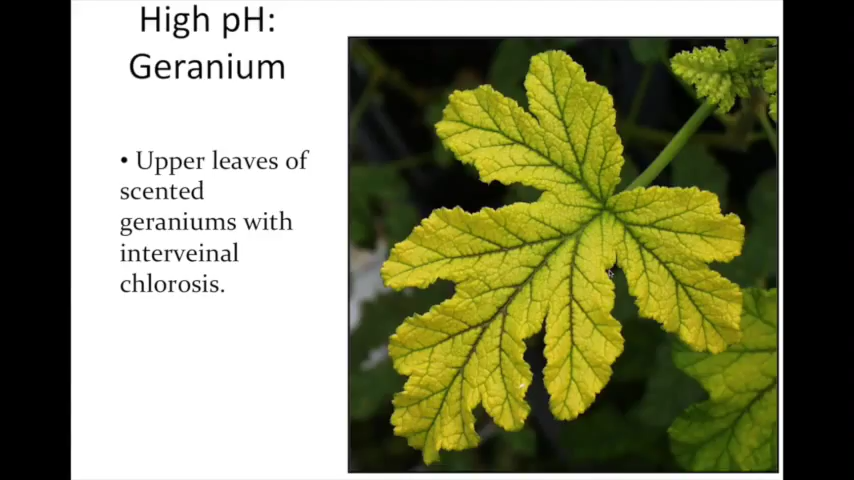 High pH:
Geranium
• Upper leaves of
scented
geraniums with
interveinal
chlorosis.